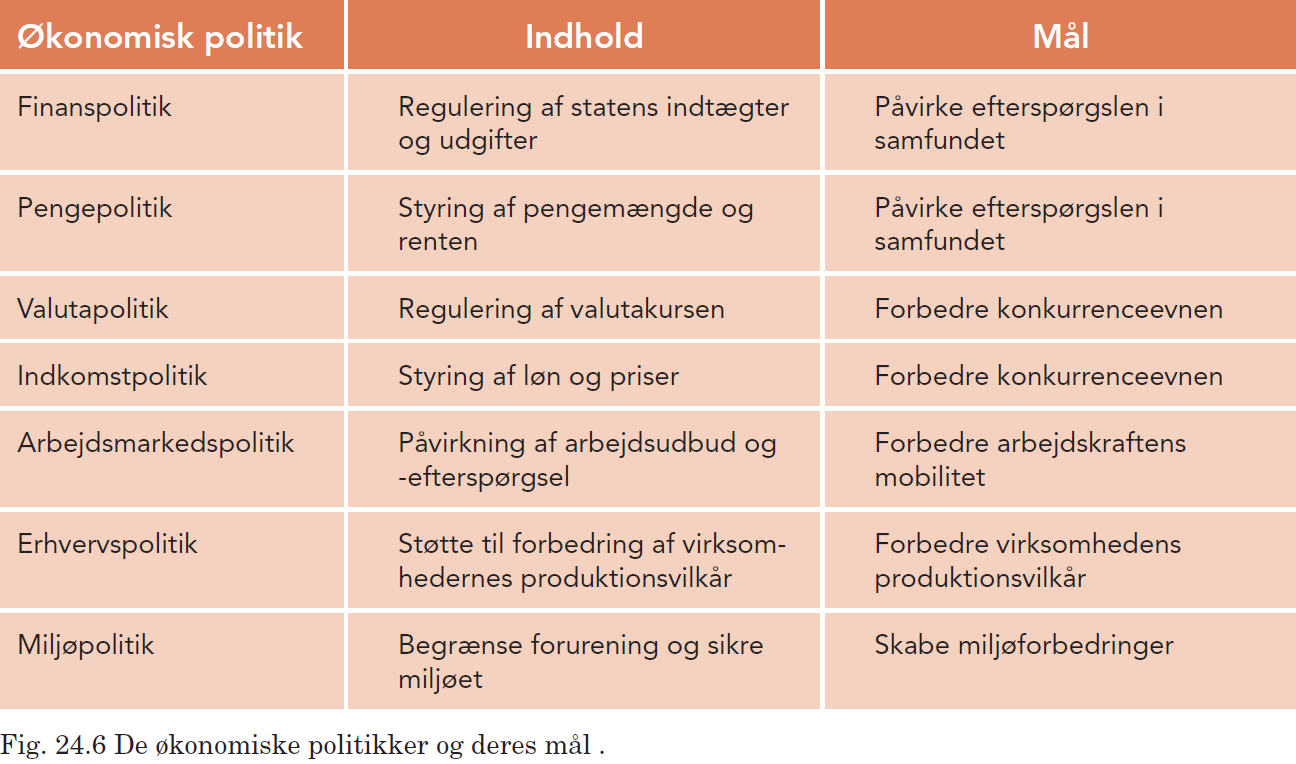 Økonomisk politik Indhold Mål
Finanspolitik Regulering af statens indtægter Påvirke efterspørgslen i
og udgifter samfundet
Pengepolitik Styring af pengemængde og Påvirke efterspørgslen i
renten samfundet
Valutapolitik Regulering af valutakursen Forbedre konkurrenceevnen
Indkomstpolitik Styring af løn og priser Forbedre konkurrenceevnen
Arbejdsmarkedspolitik Påvirkning af arbejdsudbud og Forbedre arbejdskraftens
-efterspørgsel mobilitet
Erhvervspolitik Støtte til forbedring af virksom- Forbedre virksomhedens
hedernes produktionsvilkår produktionsvilkår
Miljøpolitik Begrænse forurening og sikre Skabe miljøforbedringer
miljøet
Fig. 24.6 De økonomiske politikker og deres mål .